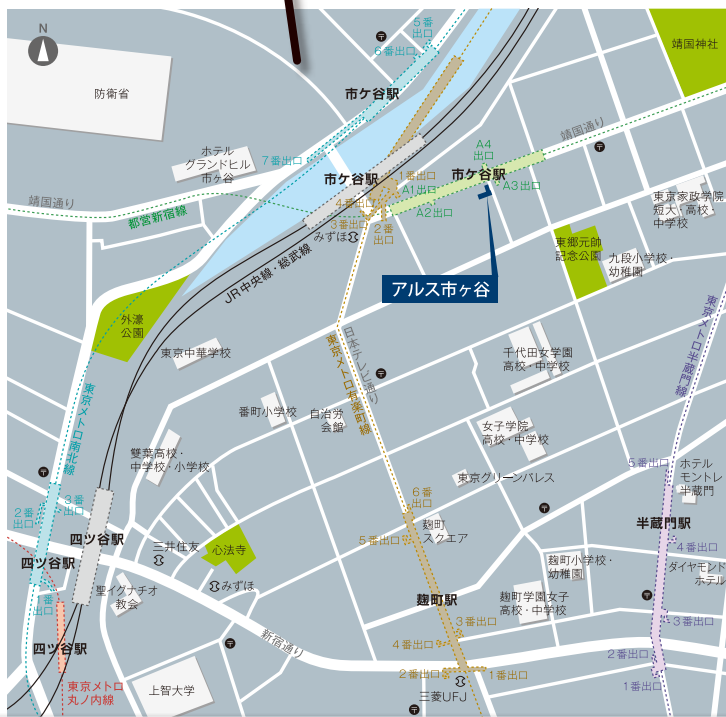 N
防衛省
5番
出口
6番出口
市ケ谷駅
靖国神社
7番出口
ホテル
グランドヒル
市ヶ谷
靖国通り
都営新宿線
市ケ谷駅
1番出口
A1出口
4番出口
3番出口
みずほ
2番
出口
A2出口
A4
出口
市ケ谷駅
A3出口
靖国通り
東京家政学院
短大・高校・
中学校
東郷元帥
記念公園
九段小学校・
幼稚園
アルス市ヶ谷
JR中央線・総武線
外濠
公園
東京中華学校
東京メトロ南北線
日本テレビ通り
東京メトロ有楽町線
東京メトロ半蔵門線
千代田女学園
高校・中学校
番町小学校
自治労
会館
女子学院
高校・中学校
雙葉高校・
中学校・小学校
東京グリーンパレス
5番出口
ホテル
モントレ
半蔵門
半蔵門駅
4番出口
ダイヤモンド
ホテル
3番出口
2番出口
1番出口
3番
出口
2番
出口
四ツ谷駅
四ツ谷駅
1番
出口
三井住友
心法寺
みずほ
聖イグナチオ
教会
四ツ谷駅
東京メトロ
丸ノ内線
上智大学
新宿通り
6番
出口
5番出口
麹町
スクエア
麹町駅
麹町小学校・
幼稚園
麹町学園女子
高校・中学校
3番出口
4番出口
2番出口
1番出口
三菱UFJ